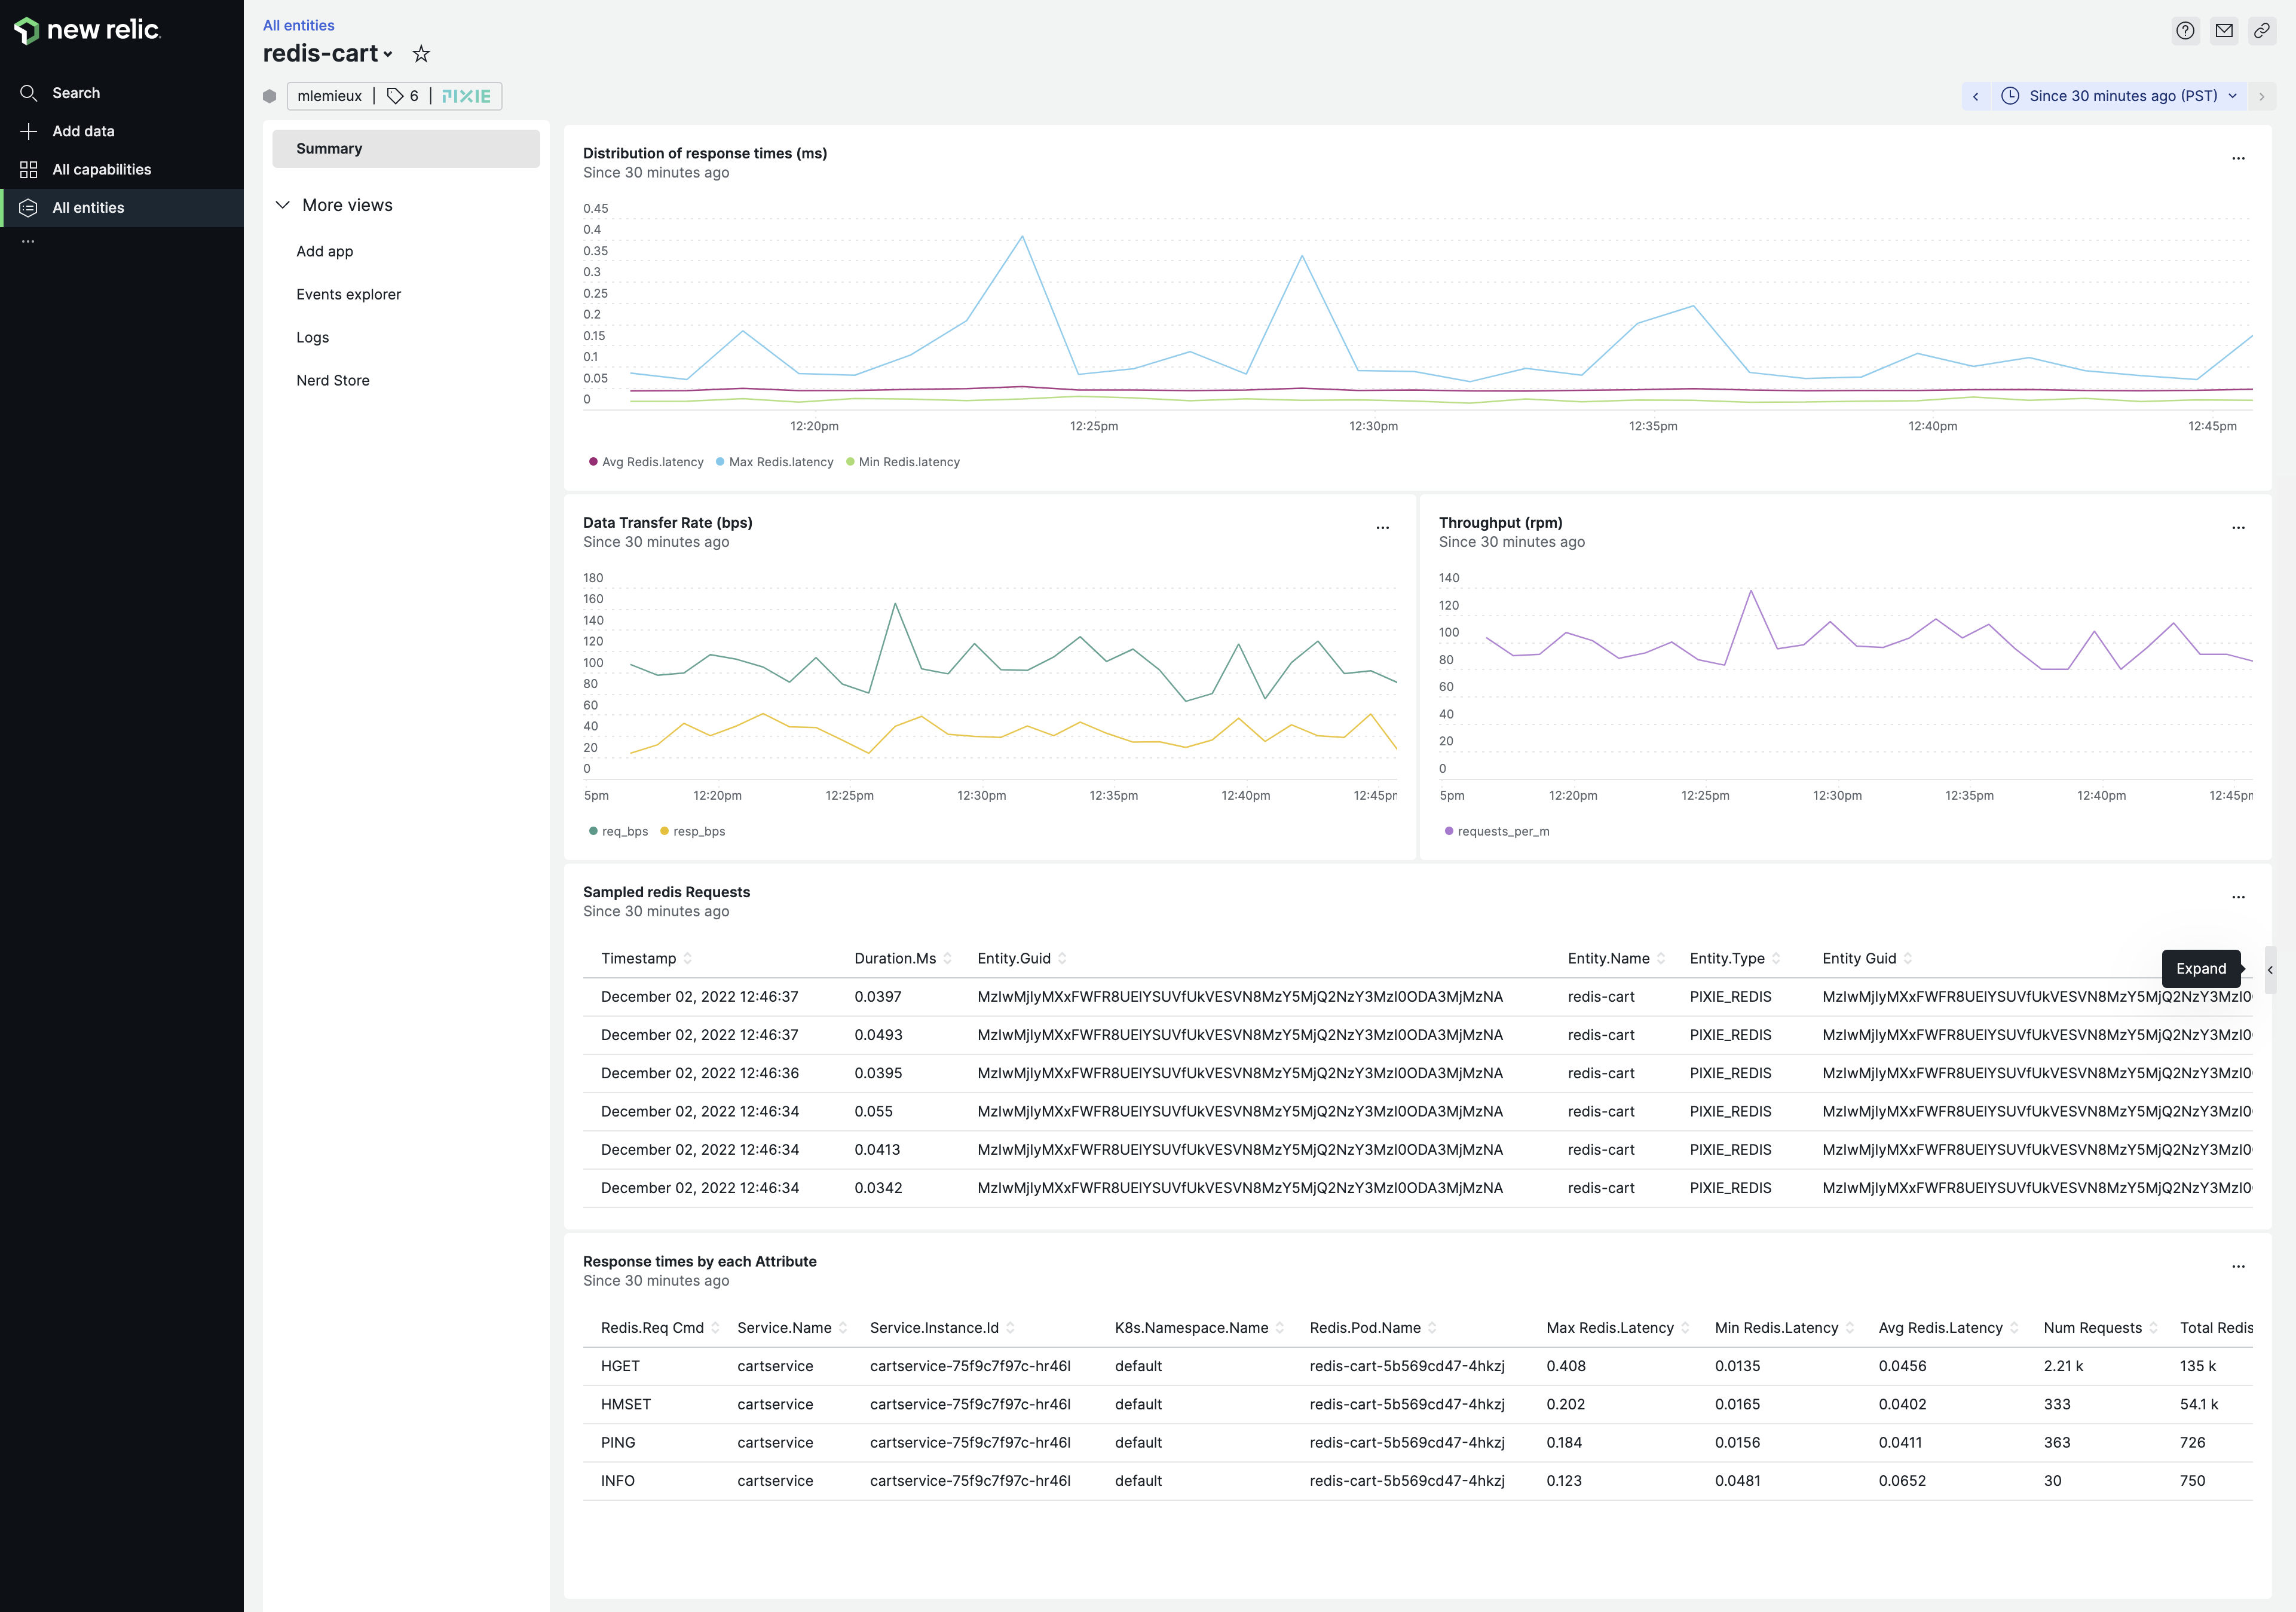 new relic.
Search
Add data
All capabilities
All entities
...
All entities
redis-cart
mlemieux | 6 | PIXIE
Since 30 minutes ago (PST)
Summary
More views
Add app
Events explorer
Logs
Nerd Store
Distribution of response times (ms)
Since 30 minutes ago
0.45
0.4
0.35
0.3
0.25
0.2
0.15
0.1
0.05
0
12:20pm 12:25pm 12:30pm 12:35pm 12:40pm 12:45pm
Avg Redis.latency Max Redis.latency Min Redis.latency
Data Transfer Rate (bps)
Since 30 minutes ago
180
160
140
120
100
80
60
40
20
0
5pm 12:20pm 12:25pm 12:30pm 12:35pm 12:40pm 12:45pm
req_bps resp_bps
Throughput (rpm)
Since 30 minutes ago
140
120
100
80
60
40
20
0
5pm 12:20pm 12:25pm 12:30pm 12:35pm 12:40pm 12:45pm
requests_per_m
Sampled redis Requests
Since 30 minutes ago
Timestamp Duration.Ms Entity.Guid Entity.Name Entity.Type Entity Guid
Expand
December 02, 2022 12:46:37 0.0397 MzIwMjIyMXxFWFR8UElYSUVfUkVESVN8MzY5MjQ2NzY3MzI0ODA3MjMzNA redis-cart PIXIE_REDIS MzIwMjIyMXxFWFR8UElYSUVfUkVESVN8MzY5MjQ2NzY3MzI0
December 02, 2022 12:46:37 0.0493 MzIwMjIyMXxFWFR8UElYSUVfUkVESVN8MzY5MjQ2NzY3MzI0ODA3MjMzNA redis-cart PIXIE_REDIS MzIwMjIyMXxFWFR8UElYSUVfUkVESVN8MzY5MjQ2NzY3MzI0
December 02, 2022 12:46:36 0.0395 MzIwMjIyMXxFWFR8UElYSUVfUkVESVN8MzY5MjQ2NzY3MzI0ODA3MjMzNA redis-cart PIXIE_REDIS MzIwMjIyMXxFWFR8UElYSUVfUkVESVN8MzY5MjQ2NzY3MzI0
December 02, 2022 12:46:34 0.055 MzIwMjIyMXxFWFR8UElYSUVfUkVESVN8MzY5MjQ2NzY3MzI0ODA3MjMzNA redis-cart PIXIE_REDIS MzIwMjIyMXxFWFR8UElYSUVfUkVESVN8MzY5MjQ2NzY3MzI0
December 02, 2022 12:46:34 0.0413 MzIwMjIyMXxFWFR8UElYSUVfUkVESVN8MzY5MjQ2NzY3MzI0ODA3MjMzNA redis-cart PIXIE_REDIS MzIwMjIyMXxFWFR8UElYSUVfUkVESVN8MzY5MjQ2NzY3MzI0
December 02, 2022 12:46:34 0.0342 MzIwMjIyMXxFWFR8UElYSUVfUkVESVN8MzY5MjQ2NzY3MzI0ODA3MjMzNA redis-cart PIXIE_REDIS MzIwMjIyMXxFWFR8UElYSUVfUkVESVN8MzY5MjQ2NzY3MzI0
Response times by each Attribute
Since 30 minutes ago
Redis.Req Cmd Service.Name Service.Instance.Id K8s.Namespace.Name Redis.Pod.Name Max Redis.Latency Min Redis.Latency Avg Redis.Latency Num Requests Total Redis
HGET cartservice cartservice-75f9c7f97c-hr46l default redis-cart-5b569cd47-4hkzj 0.408 0.0135 0.0456 2.21 k 135 k
HMSET cartservice cartservice-75f9c7f97c-hr46l default redis-cart-5b569cd47-4hkzj 0.202 0.0165 0.0402 333 54.1 k
PING cartservice cartservice-75f9c7f97c-hr46l default redis-cart-5b569cd47-4hkzj 0.184 0.0156 0.0411 363 726
INFO cartservice cartservice-75f9c7f97c-hr46l default redis-cart-5b569cd47-4hkzj 0.123 0.0481 0.0652 30 750